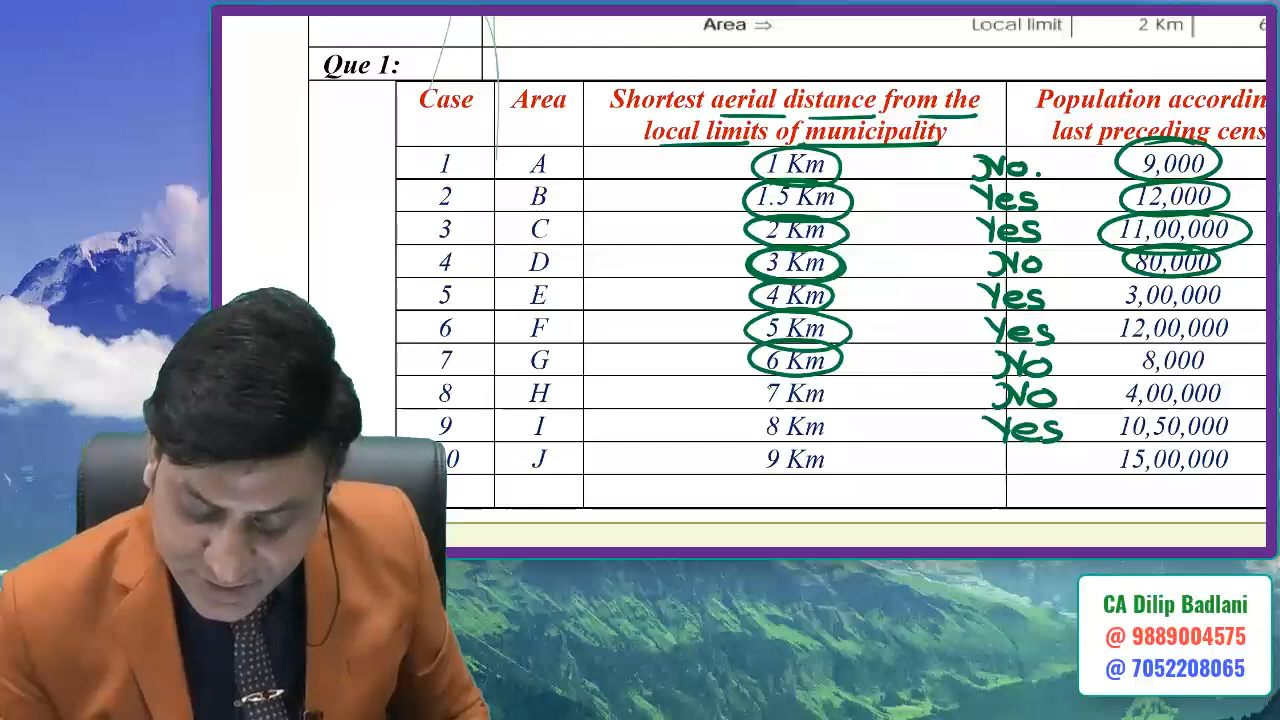 Area ⇒ Local limit 2 Km
Que 1:
Case Area Shortest aerial distance from the local limits of municipality Population accordin last preceding cens
1 A 1 Km No. 9,000
2 B 1.5 Km Yes 12,000
3 C 2 Km Yes 11,00,000
4 D 3 Km No 80,000
5 E 4 Km Yes 3,00,000
6 F 5 Km Yes 12,00,000
7 G 6 Km No 8,000
8 H 7 Km No 4,00,000
9 I 8 Km Yes 10,50,000
0 J 9 Km 15,00,000
CA Dilip Badlani
@ 9889004575
@ 7052208065